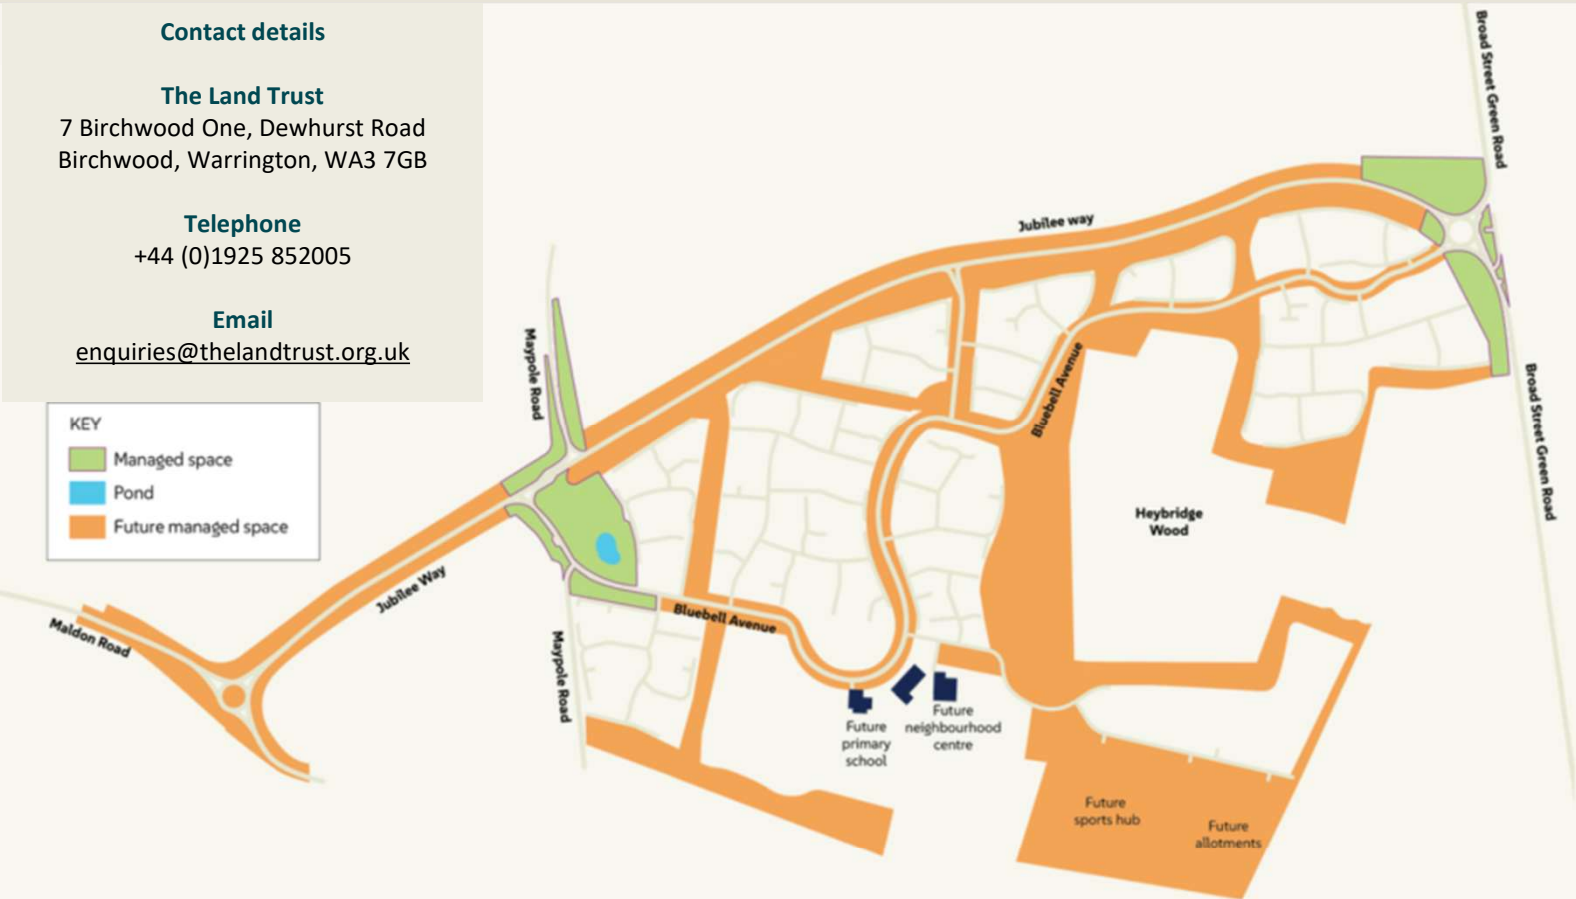 Contact details
The Land Trust
7 Birchwood One, Dewhurst Road
Birchwood, Warrington, WA3 7GB
Telephone
+44 (0)1925 852005
Email
enquiries@thelandtrust.org.uk
KEY
Managed space
Pond
Future managed space
Broad Street Green Road
Jubilee way
Maypole Road
Bluebell Avenue
Broad Street Green Road
Heybridge
Wood
Jubilee Way
Maldon Road
Bluebell Avenue
Maypole Road
Future
primary
school
Future
neighbourhood
centre
Future
sports hub
Future
allotments